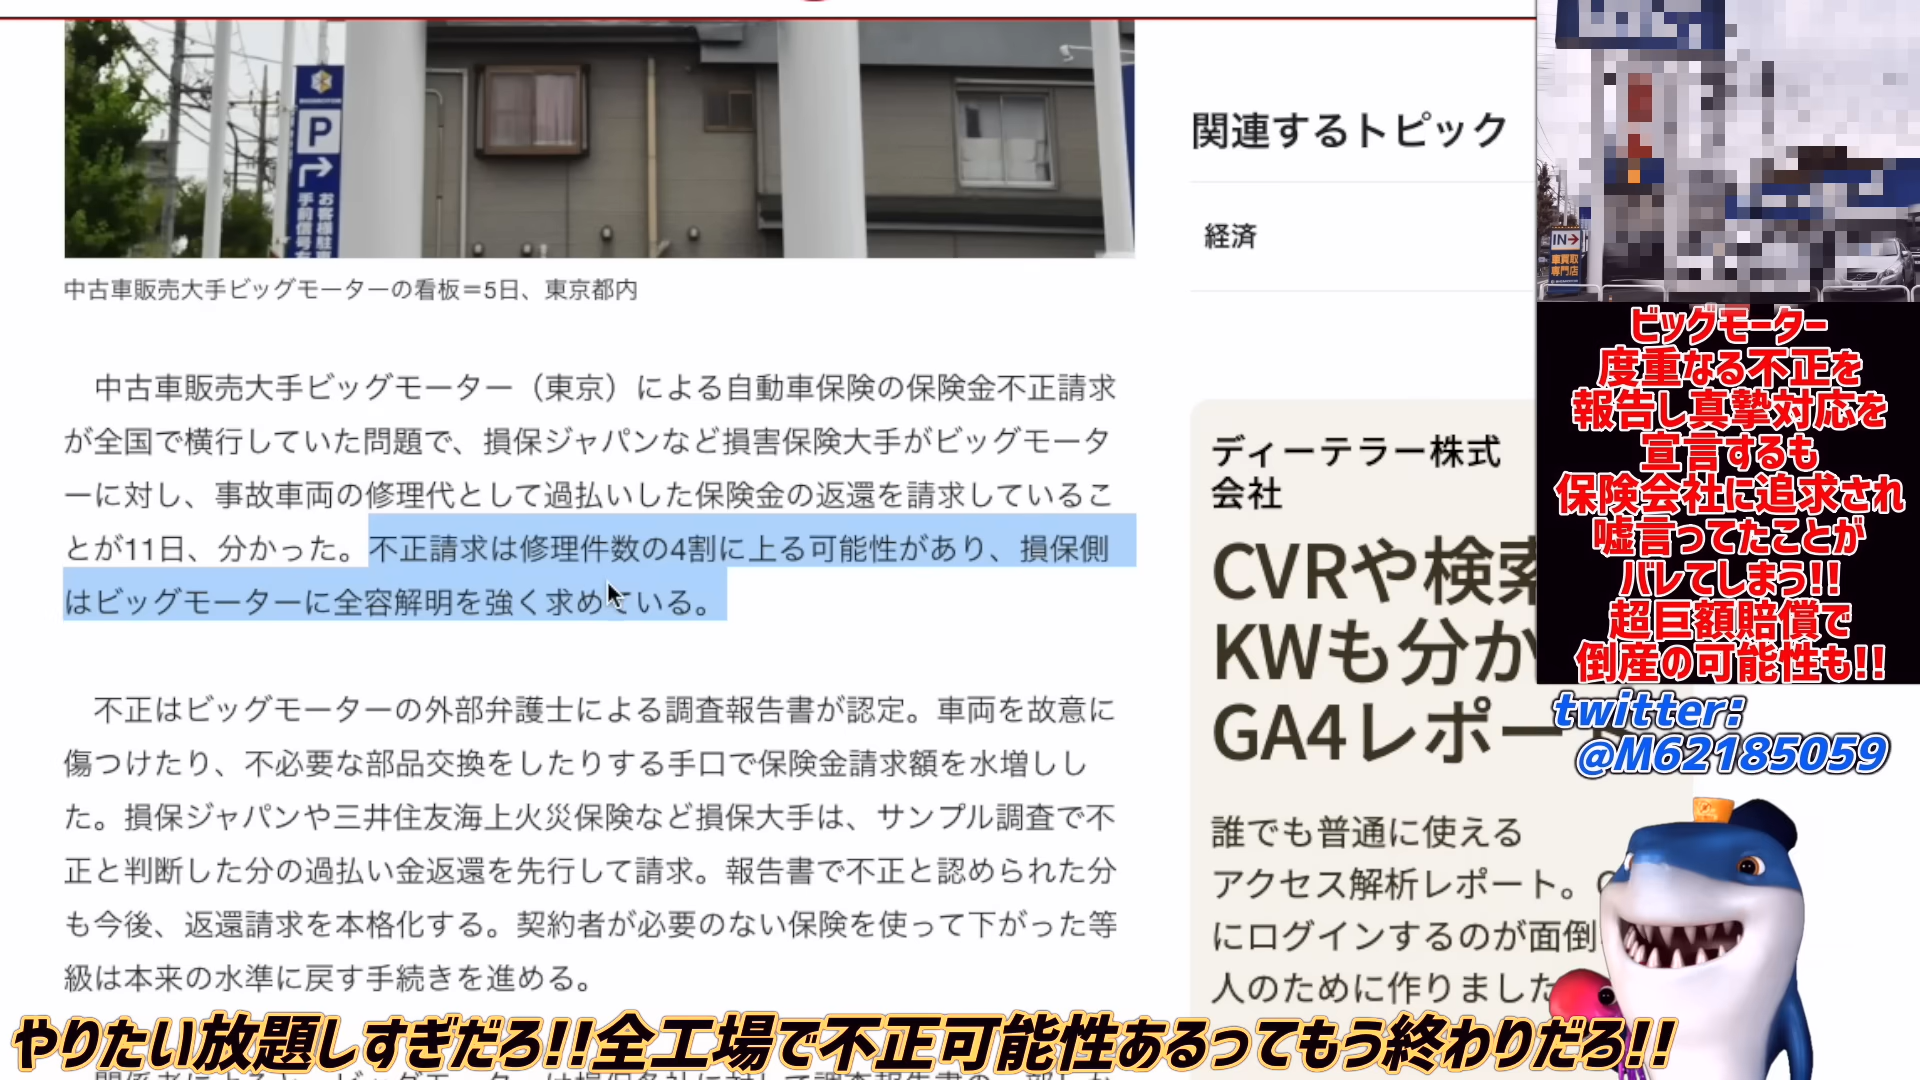 P
お客様駐車
手前信号右
中古車販売大手ビッグモーターの看板＝5日、東京都内
　中古車販売大手ビッグモーター（東京）による自動車保険の保険金不正請求
が全国で横行していた問題で、損保ジャパンなど損害保険大手がビッグモータ
ーに対し、事故車両の修理代として過払いした保険金の返還を請求しているこ
とが11日、分かった。不正請求は修理件数の4割に上る可能性があり、損保側
はビッグモーターに全容解明を強く求めている。
　不正はビッグモーターの外部弁護士による調査報告書が認定。車両を故意に
傷つけたり、不必要な部品交換をしたりする手口で保険金請求額を水増しし
た。損保ジャパンや三井住友海上火災保険など損保大手は、サンプル調査で不
正と判断した分の過払い金返還を先行して請求。報告書で不正と認められた分
も今後、返還請求を本格化する。契約者が必要のない保険を使って下がった等
級は本来の水準に戻す手続きを進める。
関連するトピック
経済
ディーテラー株式
会社
CVRや検索
KWも分か
GA4レポート
誰でも普通に使える
アクセス解析レポート。
にログインするのが面倒
人のために作りました
IN→
車買取
専門店
ビッグモーター
度重なる不正を
報告し真摯対応を
宣言するも
保険会社に追求され
嘘言ってたことが
バレてしまう!!
超巨額賠償で
倒産の可能性も!!
twitter:
@M62185059
やりたい放題しすぎだろ!!全工場で不正可能性あるってもう終わりだろ!!